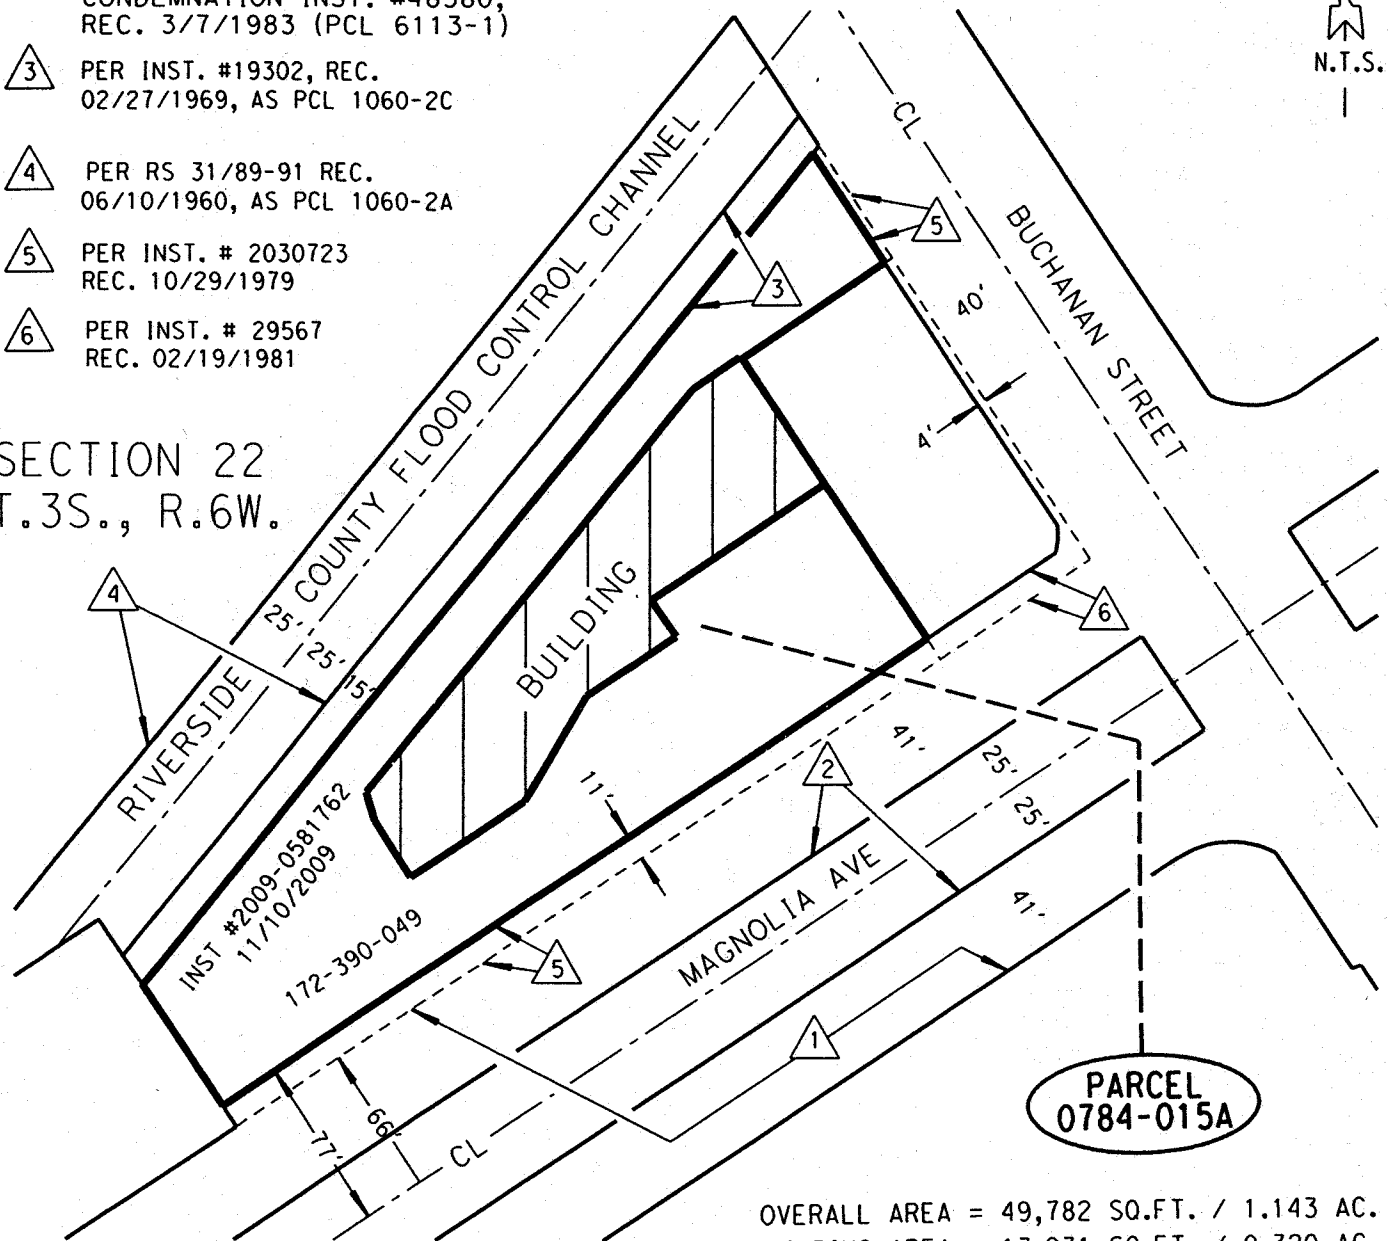 REC. 3/7/1983 (PCL 6113-1)
N.T.S.
3 PER INST. #19302, REC.
02/27/1969, AS PCL 1060-2C
4 PER RS 31/89-91 REC.
06/10/1960, AS PCL 1060-2A
5 PER INST. # 2030723
REC. 10/29/1979
6 PER INST. # 29567
REC. 02/19/1981
SECTION 22
T.3S., R.6W.
RIVERSIDE COUNTY FLOOD CONTROL CHANNEL
CL
BUCHANAN STREET
5
3
40'
4'
4
25'
25'
15'
BUILDING
6
41'
2
25'
25'
11'
INST #2009-0581762
11/10/2009
172-390-049
MAGNOLIA AVE
41'
5
1
66'
77'
CL
PARCEL
0784-015A
OVERALL AREA = 49,782 SQ.FT. / 1.143 AC.